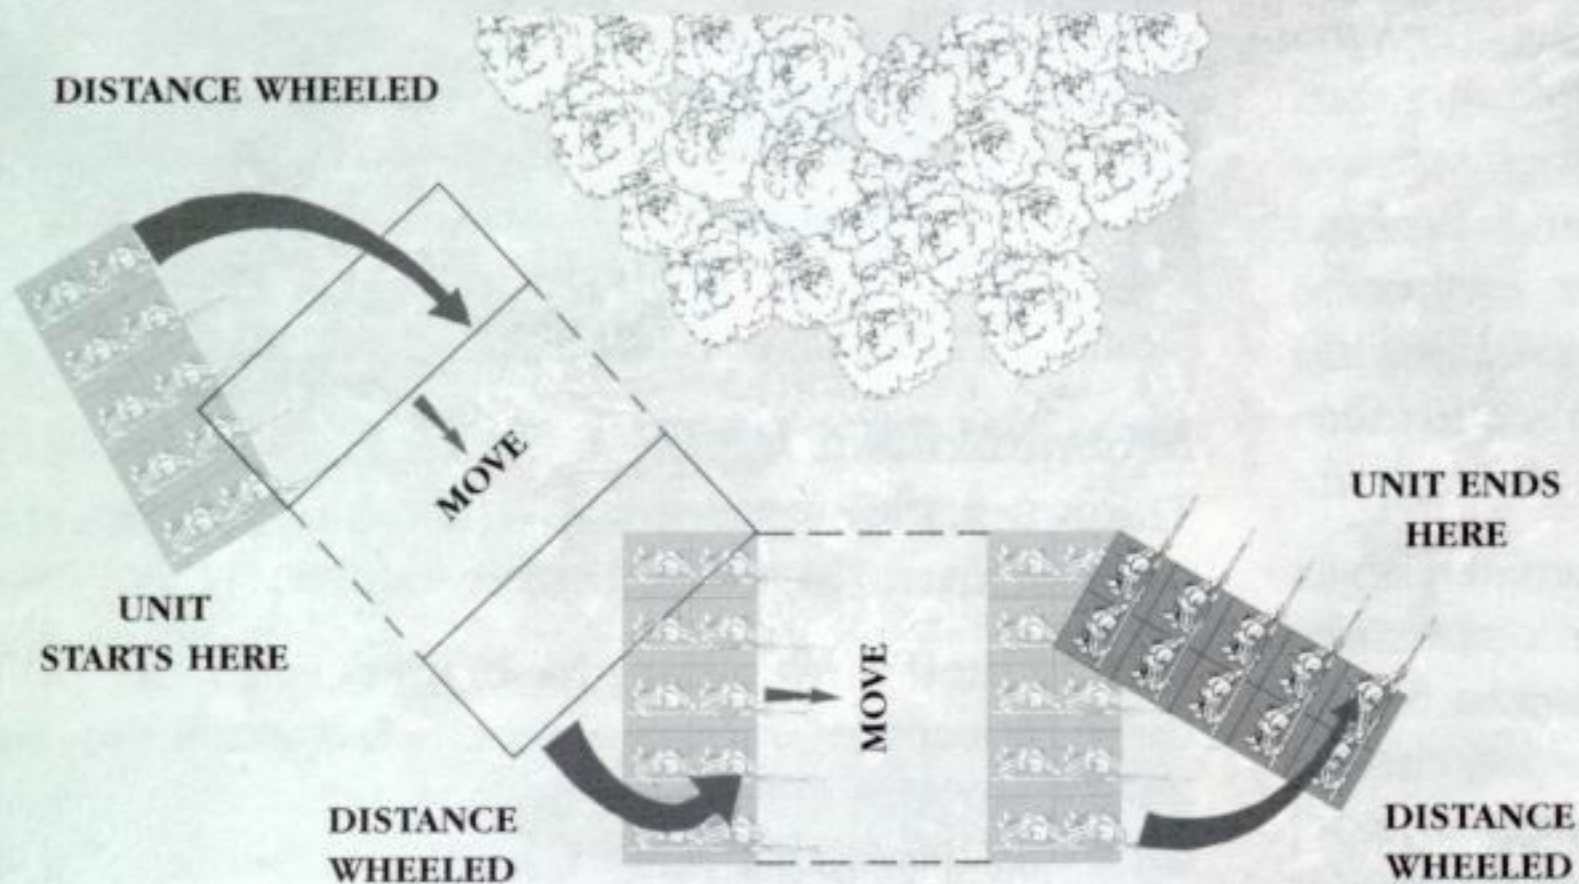 DISTANCE WHEELED
MOVE
UNIT
STARTS HERE
UNIT ENDS
HERE
MOVE
DISTANCE
WHEELED
DISTANCE
WHEELED